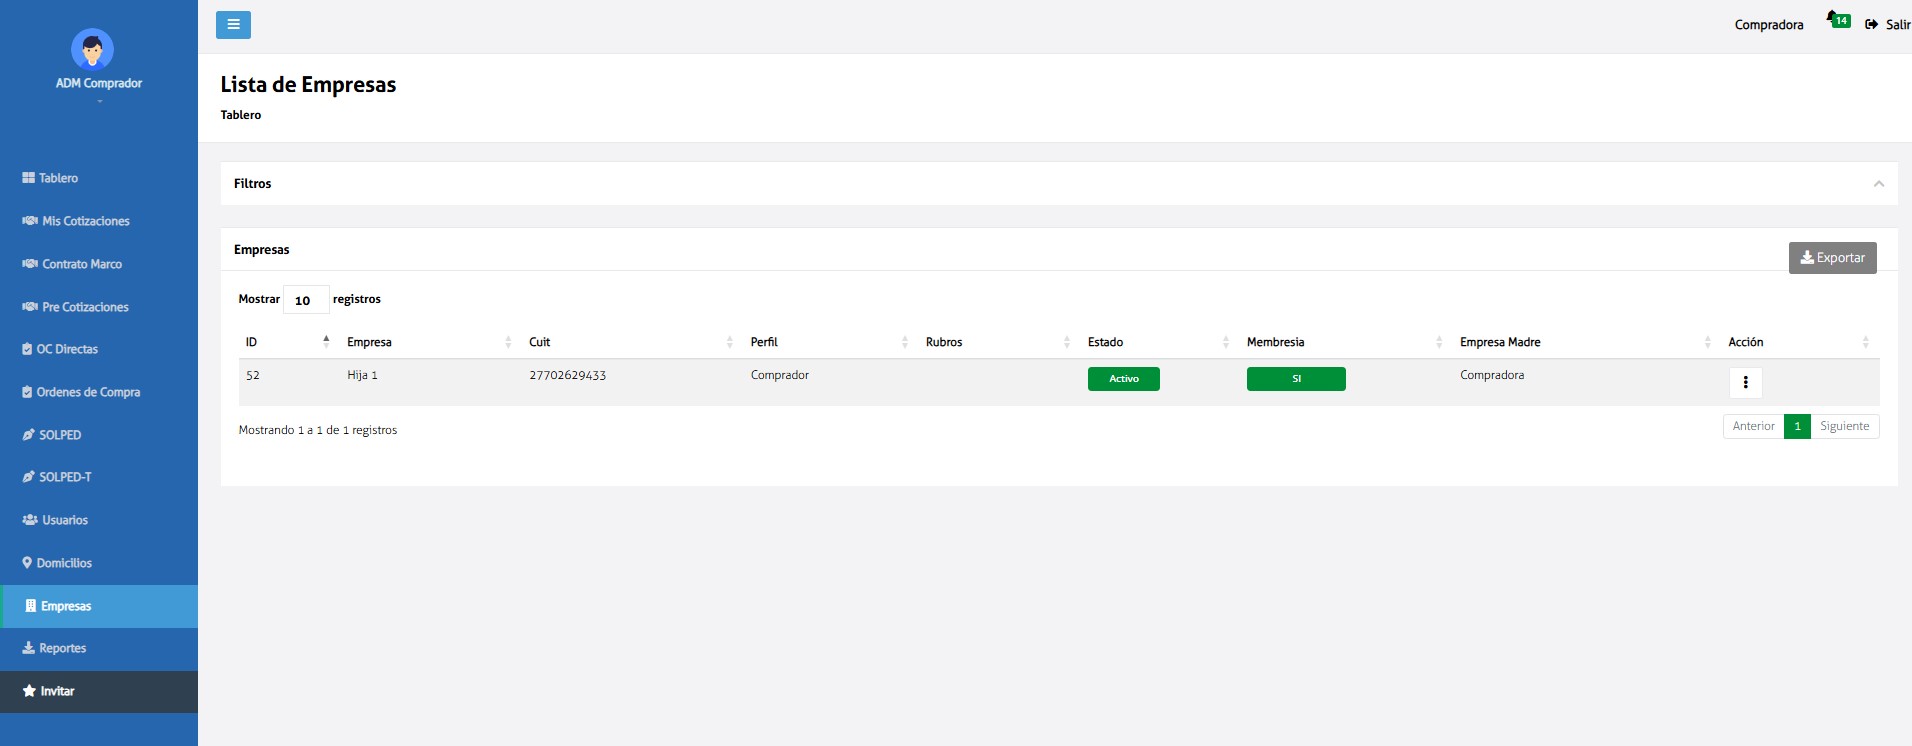 Compradora 14 Salir
ADM Comprador
Lista de Empresas
Tablero
Tablero
Mis Cotizaciones
Contrato Marco
Pre Cotizaciones
OC Directas
Ordenes de Compra
SOLPED
SOLPED-T
Usuarios
Domicilios
Empresas
Reportes
Invitar
Filtros
Empresas
Exportar
Mostrar 10 registros
ID Empresa Cuit Perfil Rubros Estado Membresia Empresa Madre Acción
52 Hija 1 27702629433 Comprador Activo SI Compradora
Mostrando 1 a 1 de 1 registros
Anterior 1 Siguiente